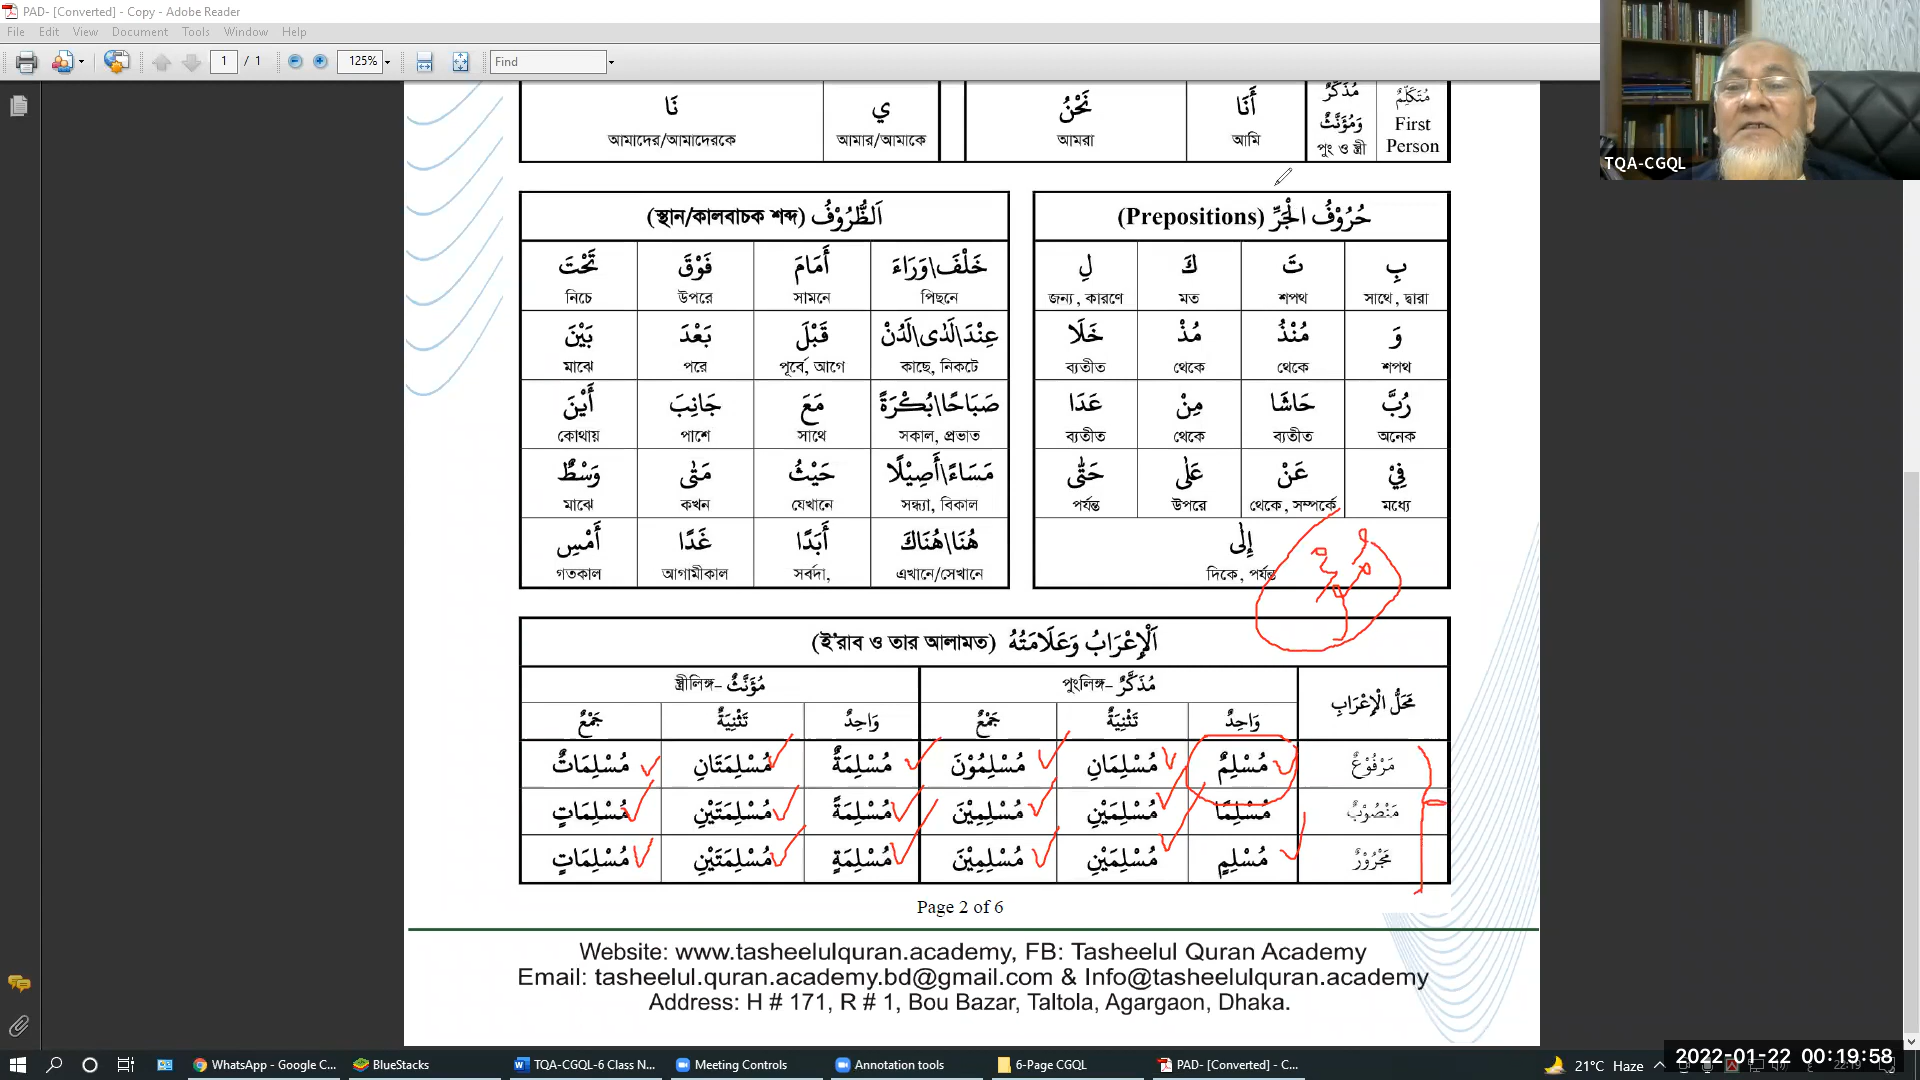 PAD- [Converted] - Copy - Adobe Reader
File Edit View Document Tools Window Help
1 / 1 125% Find
نَا ي نَحْنُ أَنَا مُذَكَّرٌ وَمُؤَنَّثٌ مُتَكَلِّمٌ
আমাদের/আমাদেরকে আমার/আমাকে আমরা আমি পুং ও স্ত্রী First Person
TQA-CGQL
اَلظُّرُوْفُ (স্থান/কালবাচক শব্দ)
خَلْفَ\وَرَاءَ أَمَامَ فَوْقَ تَحْتَ
পিছনে সামনে উপরে নিচে
عِنْدَ\لَدٰى\لَدُنْ قَبْلَ بَعْدَ بَيْنَ
কাছে, নিকটে পূর্বে, আগে পরে মাঝে
صَبَاحًا\بُكْرَةً مَعَ جَانِبَ أَيْنَ
সকাল, প্রভাত সাথে পাশে কোথায়
مَسَاءً\أَصِيْلًا حَيْثُ مَتٰى وَسْطٌ
সন্ধ্যা, বিকাল যেখানে কখন মাঝে
هُنَا\هُنَاكَ أَبَدًا غَدًا أَمْسِ
এখানে/সেখানে সর্বদা, আগামীকাল গতকাল
حُرُوْفُ الْجَرِّ (Prepositions)
بِ تَ كَ لِ
সাথে, দ্বারা শপথ মত জন্য, কারণে
وَ مُنْذُ مُذْ خَلَا
শপথ থেকে থেকে ব্যতীত
رُبَّ حَاشَا مِنْ عَدَا
অনেক ব্যতীত থেকে ব্যতীত
فِيْ عَنْ عَلٰى حَتّٰى
মধ্যে থেকে, সম্পর্কে উপরে পর্যন্ত
إِلٰى
দিকে, পর্যন্ত
اَلْإِعْرَابُ وَعَلَامَتُهُ (ই'রাব ও তার আলামত)
مَحَلُّ الْإِعْرَابِ مُذَكَّرٌ -পুংলিঙ্গ مُؤَنَّثٌ -স্ত্রীলিঙ্গ
وَاحِدٌ تَثْنِيَةٌ جَمْعٌ وَاحِدٌ تَثْنِيَةٌ جَمْعٌ
مَرْفُوْعٌ مُسْلِمٌ مُسْلِمَانِ مُسْلِمُوْنَ مُسْلِمَةٌ مُسْلِمَتَانِ مُسْلِمَاتٌ
مَنْصُوْبٌ مُسْلِمًا مُسْلِمَيْنِ مُسْلِمِيْنَ مُسْلِمَةً مُسْلِمَتَيْنِ مُسْلِمَاتٍ
مَجْرُوْرٌ مُسْلِمٍ مُسْلِمَيْنِ مُسْلِمِيْنَ مُسْلِمَةٍ مُسْلِمَتَيْنِ مُسْلِمَاتٍ
Page 2 of 6
Website: www.tasheelulquran.academy, FB: Tasheelul Quran Academy
Email: tasheelul.quran.academy.bd@gmail.com & Info@tasheelulquran.academy
Address: H # 171, R # 1, Bou Bazar, Taltola, Agargaon, Dhaka.
WhatsApp - Google C... BlueStacks TQA-CGQL-6 Class N... Meeting Controls Annotation tools 6-Page CGQL PAD- [Converted] - C... 21°C Haze
2022-01-22 00:19:58